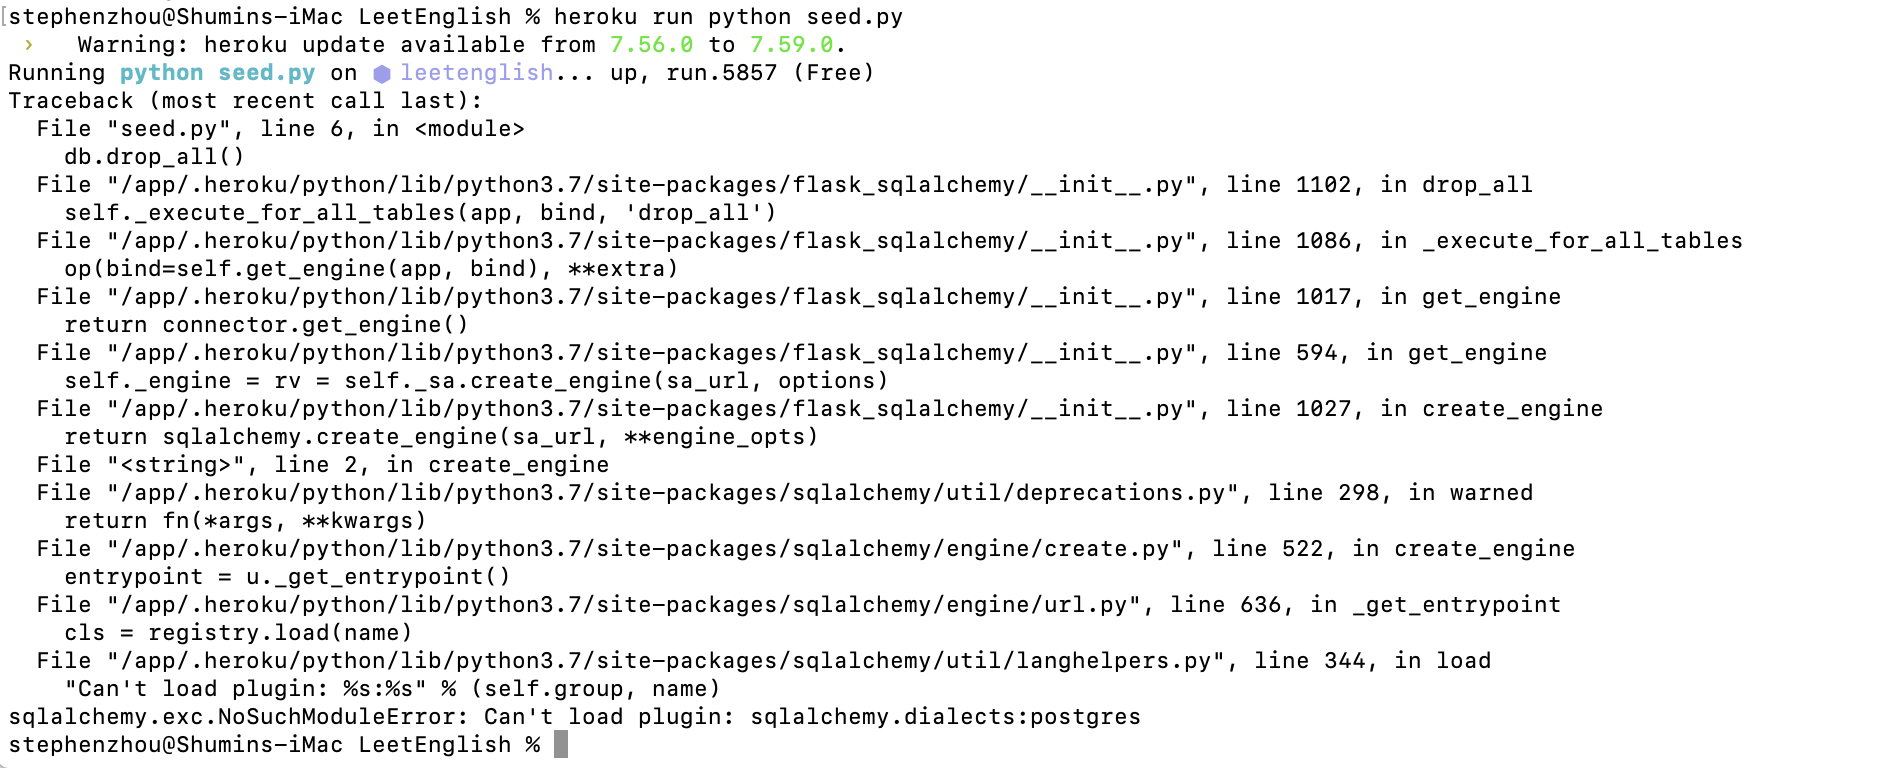 [stephenzhou@Shumins-iMac LeetEnglish % heroku run python seed.py
 ›   Warning: heroku update available from 7.56.0 to 7.59.0.
Running python seed.py on ⬢ leetenglish... up, run.5857 (Free)
Traceback (most recent call last):
  File "seed.py", line 6, in <module>
    db.drop_all()
  File "/app/.heroku/python/lib/python3.7/site-packages/flask_sqlalchemy/__init__.py", line 1102, in drop_all
    self._execute_for_all_tables(app, bind, 'drop_all')
  File "/app/.heroku/python/lib/python3.7/site-packages/flask_sqlalchemy/__init__.py", line 1086, in _execute_for_all_tables
    op(bind=self.get_engine(app, bind), **extra)
  File "/app/.heroku/python/lib/python3.7/site-packages/flask_sqlalchemy/__init__.py", line 1017, in get_engine
    return connector.get_engine()
  File "/app/.heroku/python/lib/python3.7/site-packages/flask_sqlalchemy/__init__.py", line 594, in get_engine
    self._engine = rv = self._sa.create_engine(sa_url, options)
  File "/app/.heroku/python/lib/python3.7/site-packages/flask_sqlalchemy/__init__.py", line 1027, in create_engine
    return sqlalchemy.create_engine(sa_url, **engine_opts)
  File "<string>", line 2, in create_engine
  File "/app/.heroku/python/lib/python3.7/site-packages/sqlalchemy/util/deprecations.py", line 298, in warned
    return fn(*args, **kwargs)
  File "/app/.heroku/python/lib/python3.7/site-packages/sqlalchemy/engine/create.py", line 522, in create_engine
    entrypoint = u._get_entrypoint()
  File "/app/.heroku/python/lib/python3.7/site-packages/sqlalchemy/engine/url.py", line 636, in _get_entrypoint
    cls = registry.load(name)
  File "/app/.heroku/python/lib/python3.7/site-packages/sqlalchemy/util/langhelpers.py", line 344, in load
    "Can't load plugin: %s:%s" % (self.group, name)
sqlalchemy.exc.NoSuchModuleError: Can't load plugin: sqlalchemy.dialects:postgres
stephenzhou@Shumins-iMac LeetEnglish %